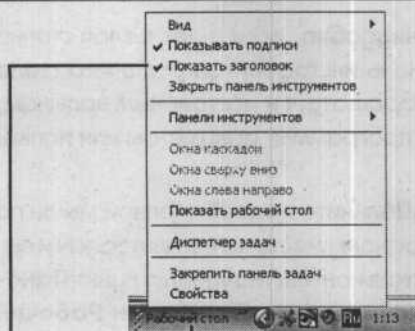 Вид
Показывать подписи
Показать заголовок
Закрыть панель инструментов
Панели инструментов
Окна каскадом
Окна сверху вниз
Окна слева направо
Показать рабочий стол
Диспетчер задач
Закрепить панель задач
Свойства
Рабочий стол
Ru 1:13